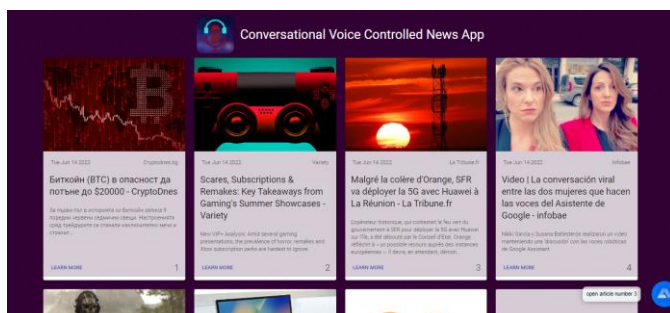 Conversational Voice Controlled News App
Tue Jun 14 2022
Cryptodnes.bg
Биткойн (BTC) в опасност да
потъне до $20000 - CryptoDnes
LEARN MORE
1
Tue Jun 14 2022
Variety
Scares, Subscriptions &
Remakes: Key Takeaways from
Gaming's Summer Showcases -
Variety
New VIP+ Analysis: Amid several gaming
presentations, the prevalence of horror, remakes and
Xbox subscription perks are hardest to ignore.
LEARN MORE
2
Tue Jun 14 2022
La Tribune.fr
Malgré la colère d'Orange, SFR
va déployer la 5G avec Huawei à
La Réunion - La Tribune.fr
LEARN MORE
3
Tue Jun 14 2022
infobae
Video | La conversación viral
entre las dos mujeres que hacen
las voces del Asistente de
Google - infobae
LEARN MORE
4
open article number 3